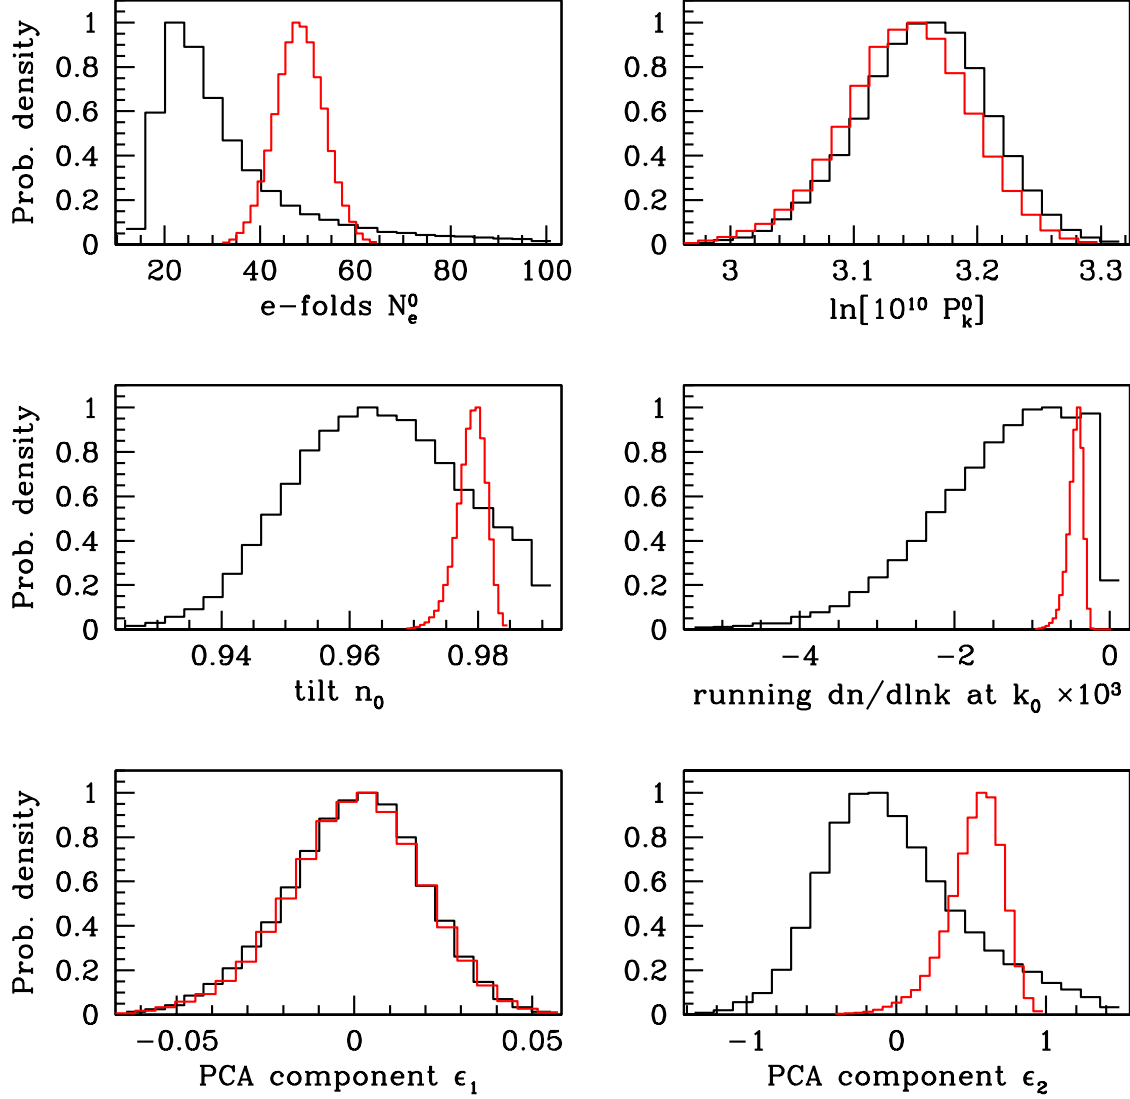 Prob. density
1
0.8
0.6
0.4
0.2
0
20 40 60 80 100
e-folds N_e^0
1
0.8
0.6
0.4
0.2
0
3 3.1 3.2 3.3
ln[10^10 P_k^0]
Prob. density
1
0.8
0.6
0.4
0.2
0
0.94 0.96 0.98
tilt n_0
1
0.8
0.6
0.4
0.2
0
−4 −2 0
running dn/dlnk at k_0 ×10^3
Prob. density
1
0.8
0.6
0.4
0.2
0
−0.05 0 0.05
PCA component ϵ_1
1
0.8
0.6
0.4
0.2
0
−1 0 1
PCA component ϵ_2